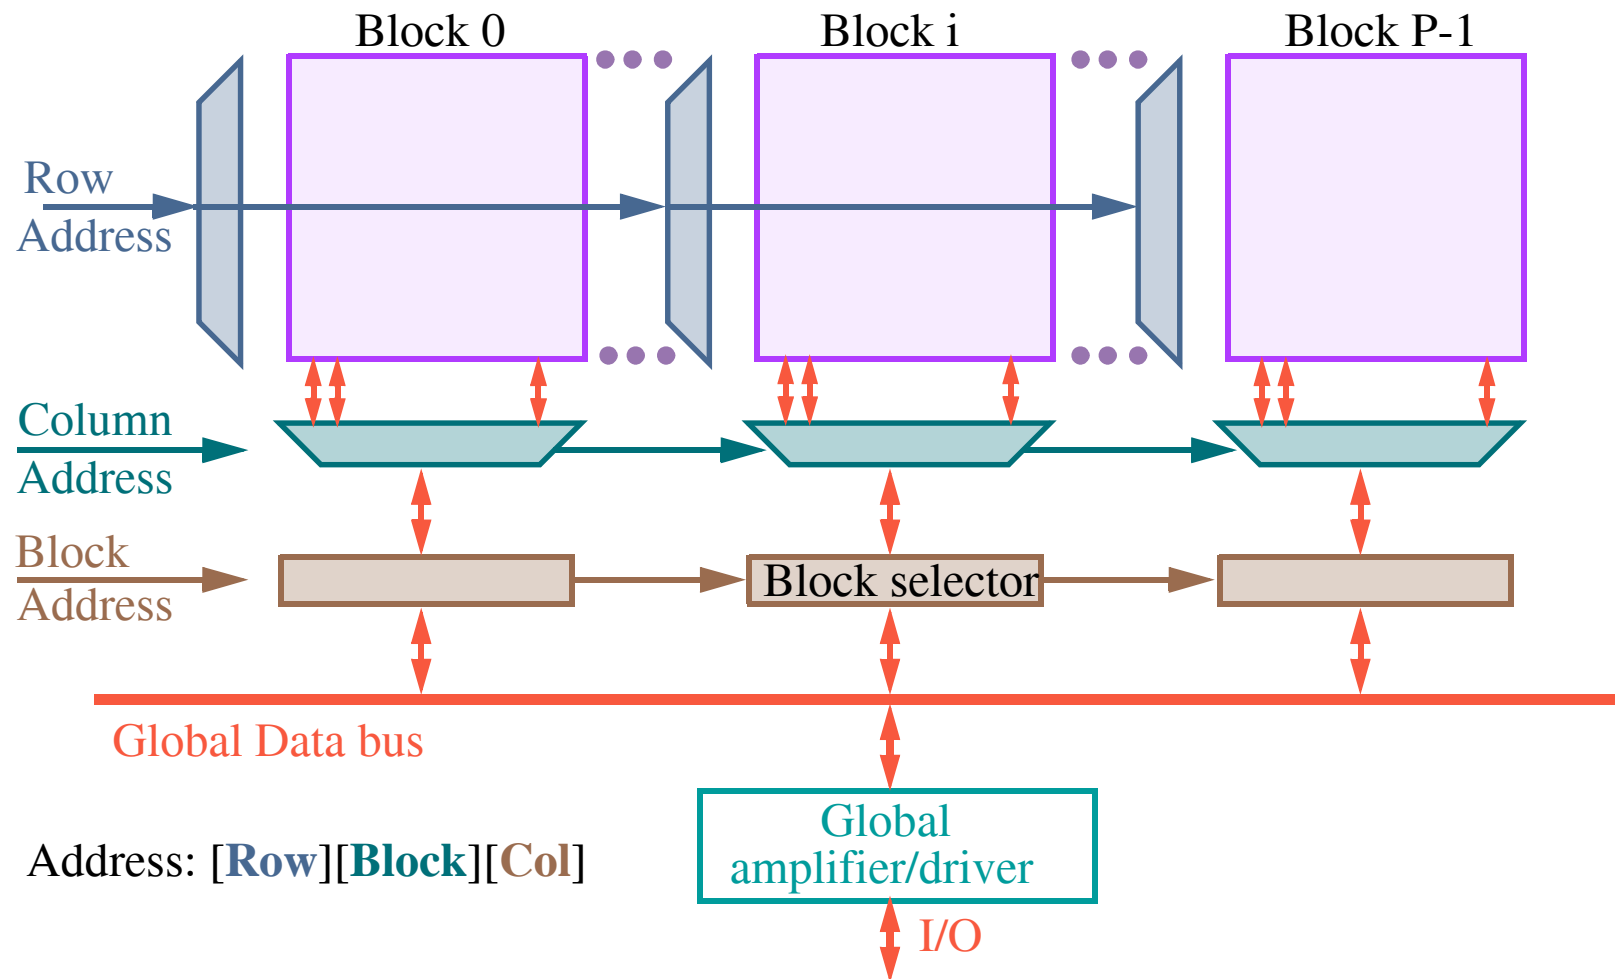 Block 0
Block i
Block P-1
Row
Address
Column
Address
Block
Address
Block selector
Global Data bus
Global
amplifier/driver
Address: [Row][Block][Col]
I/O